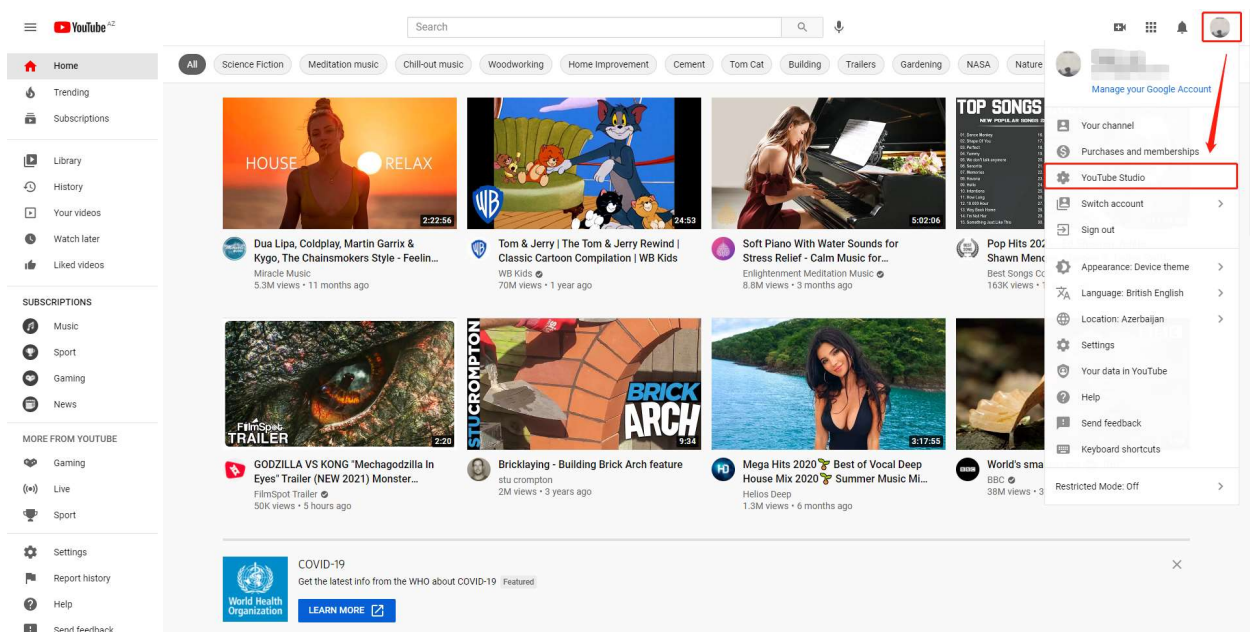 YouTube AZ
Search
Home
Trending
Subscriptions
Library
History
Your videos
Watch later
Liked videos
SUBSCRIPTIONS
Music
Sport
Gaming
News
MORE FROM YOUTUBE
Gaming
Live
Sport
Settings
Report history
Help
Send feedback
All
Science Fiction
Meditation music
Chill-out music
Woodworking
Home Improvement
Cement
Tom Cat
Building
Trailers
Gardening
NASA
Nature
HOUSE RELAX
2:22:56
Dua Lipa, Coldplay, Martin Garrix &
Kygo, The Chainsmokers Style - Feelin...
Miracle Music
5.3M views • 11 months ago
WB
24:53
Tom & Jerry | The Tom & Jerry Rewind |
Classic Cartoon Compilation | WB Kids
WB Kids
70M views • 1 year ago
5:02:06
Soft Piano With Water Sounds for
Stress Relief - Calm Music for...
Enlightenment Meditation Music
8.8M views • 3 months ago
TOP SONGS
NEW POPULAR SONGS
Pop Hits 202
Shawn Menc
Best Songs Co
163K views •
FilmSpot
TRAILER
2:20
GODZILLA VS KONG "Mechagodzilla In
Eyes" Trailer (NEW 2021) Monster...
FilmSpot Trailer
50K views • 5 hours ago
STUCROMPTON
BRICK
ARCH
9:34
Bricklaying - Building Brick Arch feature
stu crompton
2M views • 3 years ago
3:17:55
HD
Mega Hits 2020 🌱 Best of Vocal Deep
House Mix 2020 🌱 Summer Music Mi...
Helios Deep
1.3M views • 6 months ago
BBC
World's sma
BBC
38M views • 3
COVID-19
Get the latest info from the WHO about COVID-19 Featured
World Health
Organization
LEARN MORE
Manage your Google Account
Your channel
Purchases and memberships
YouTube Studio
Switch account
Sign out
Appearance: Device theme
Language: British English
Location: Azerbaijan
Settings
Your data in YouTube
Help
Send feedback
Keyboard shortcuts
Restricted Mode: Off